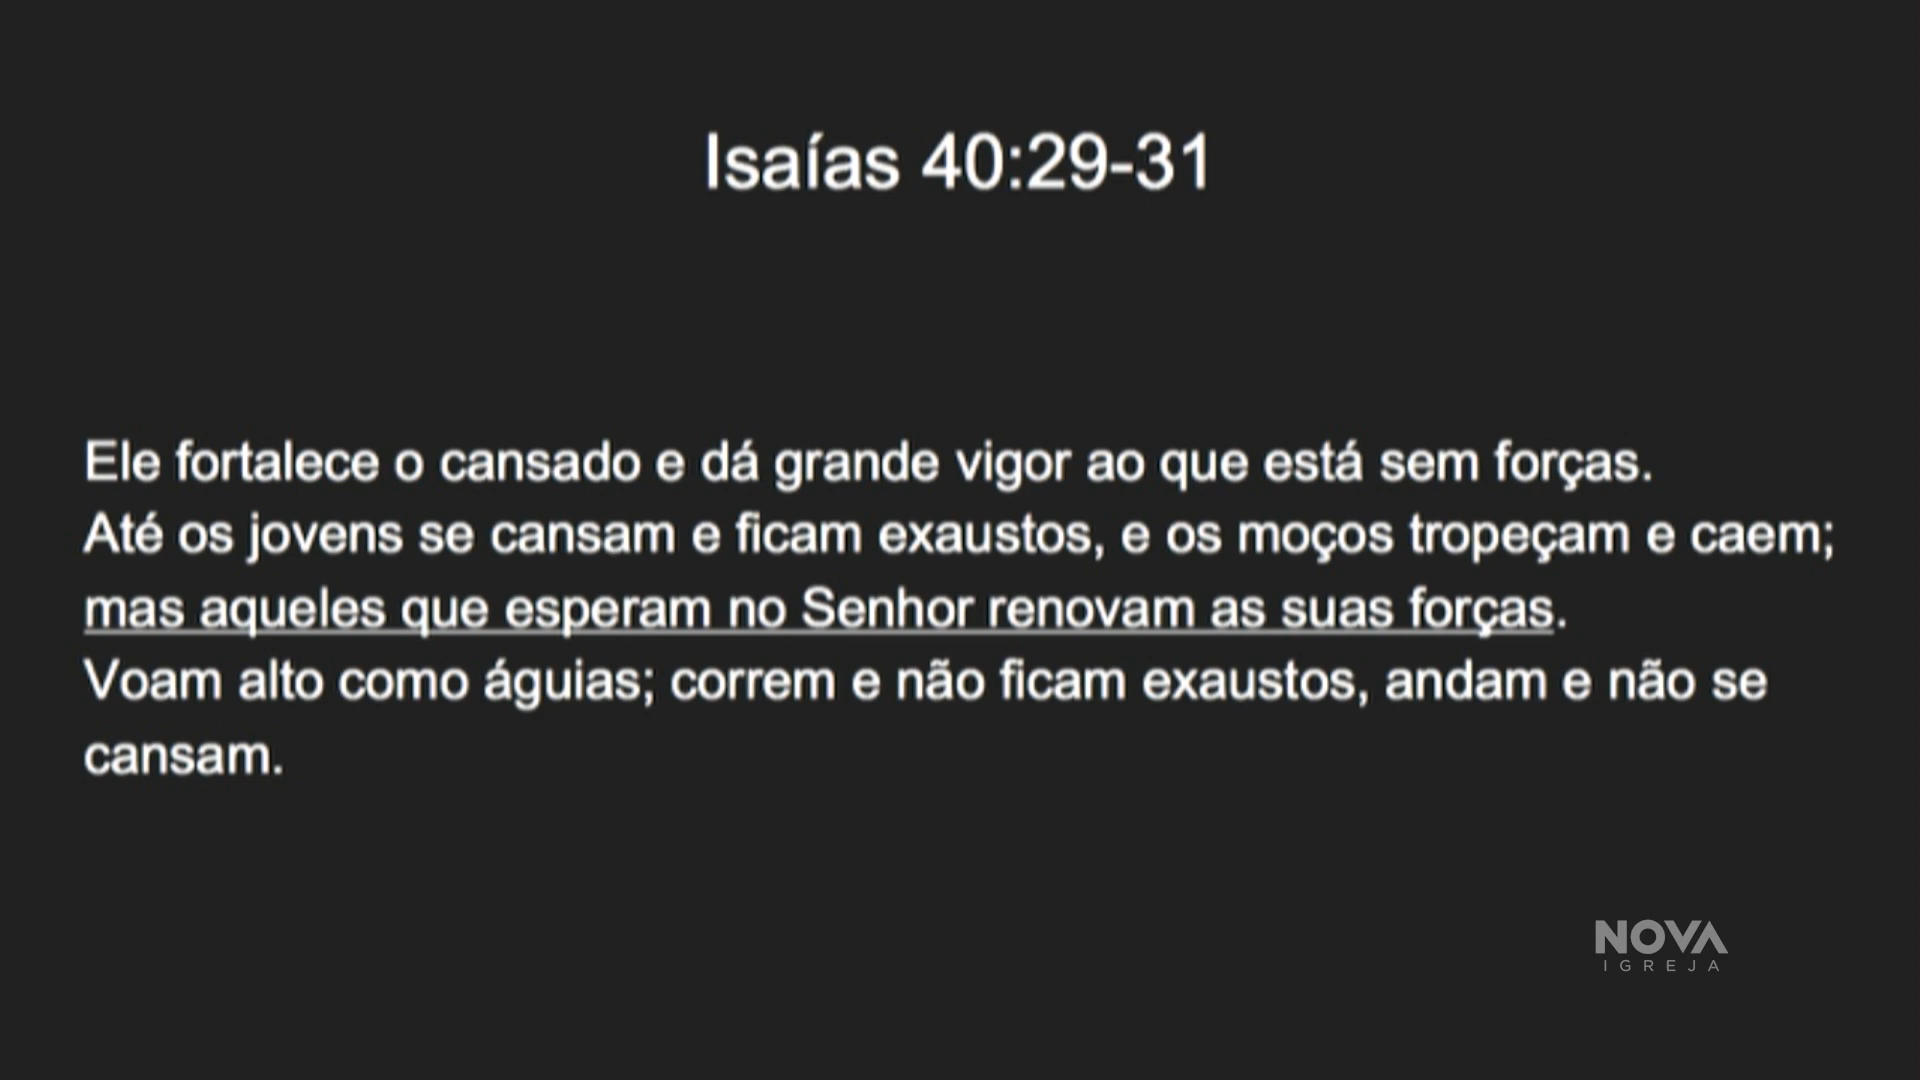 Isaías 40:29-31
Ele fortalece o cansado e dá grande vigor ao que está sem forças.
Até os jovens se cansam e ficam exaustos, e os moços tropeçam e caem;
mas aqueles que esperam no Senhor renovam as suas forças.
Voam alto como águias; correm e não ficam exaustos, andam e não se
cansam.
NOVA
IGREJA